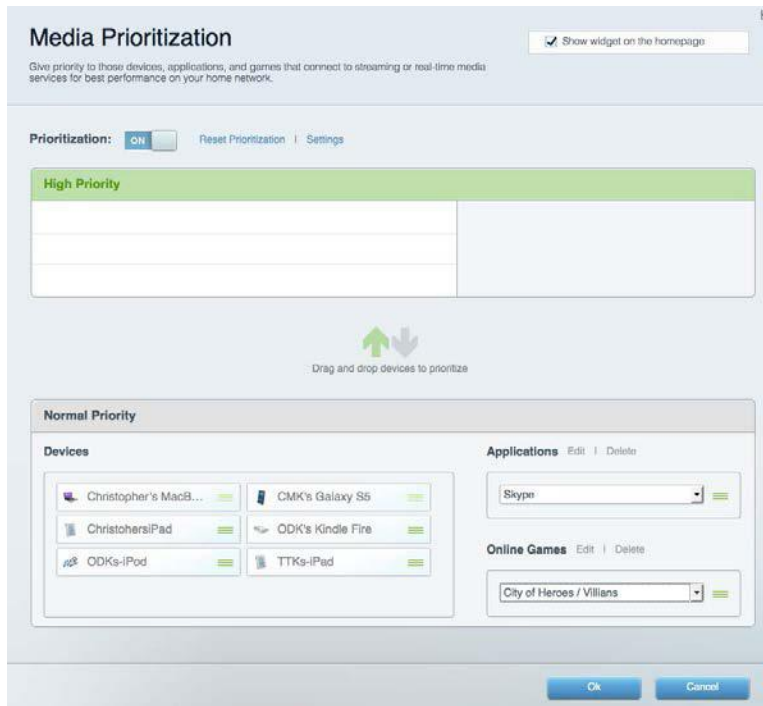 Media Prioritization
Show widget on the homepage
Give priority to those devices, applications, and games that connect to streaming or real-time media
services for best performance on your home network.
Prioritization: ON Reset Prioritization | Settings
High Priority
Drag and drop devices to prioritize
Normal Priority
Devices
Applications Edit | Delete
Christopher's MacB... CMK's Galaxy S5
Skype
ChristohersiPad ODK's Kindle Fire
ODKs-iPod TTKs-iPad
Online Games Edit | Delete
City of Heroes / Villians
Ok Cancel